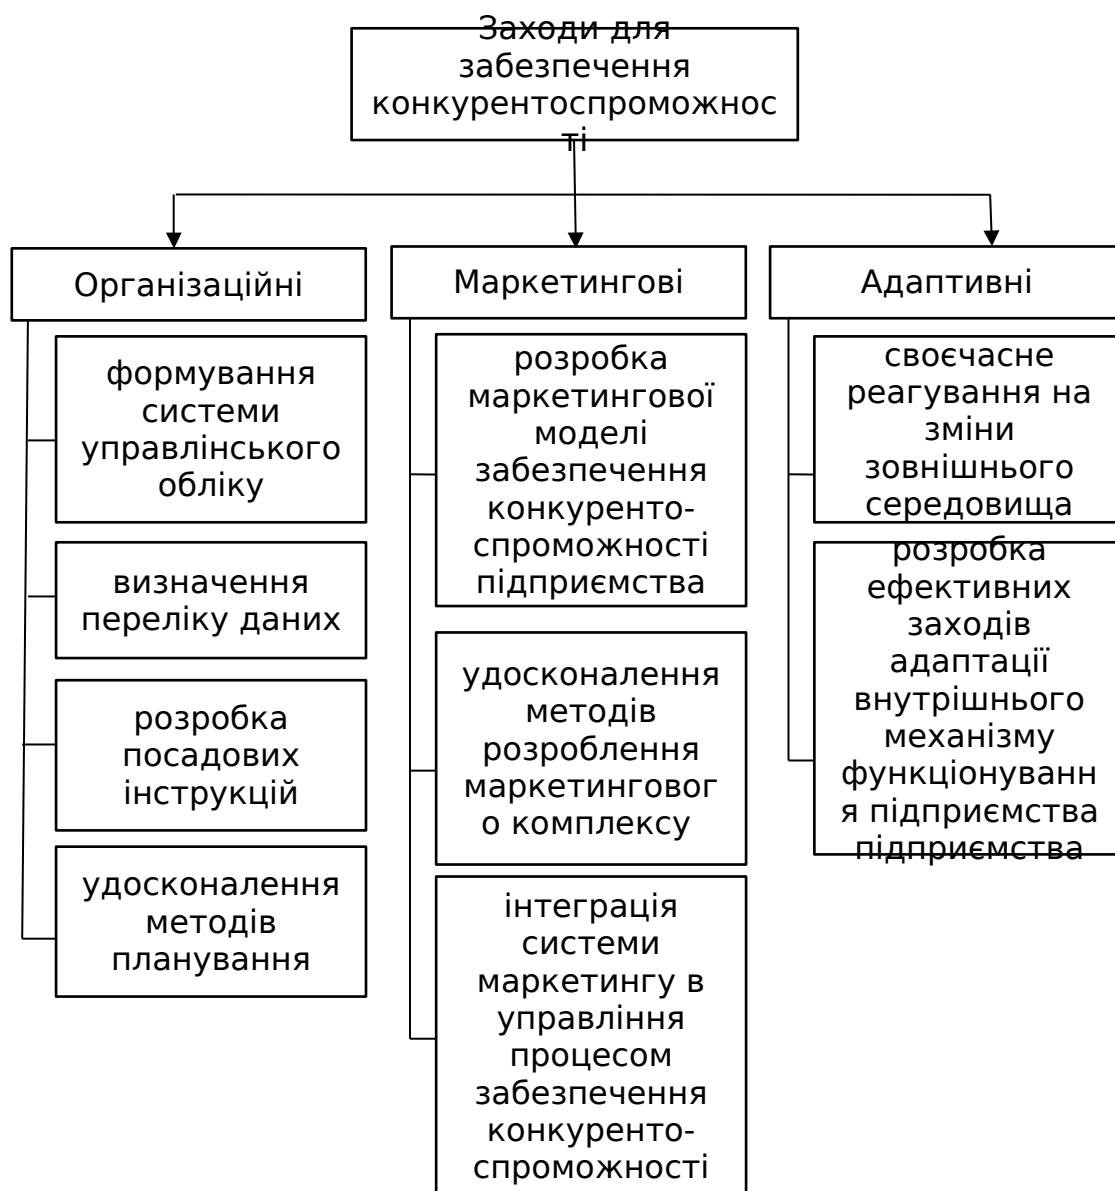 Заходи для
забезпечення
конкурентоспроможнос
ті
Організаційні
формування
системи
управлінського
обліку
визначення
переліку даних
розробка
посадових
інструкцій
удосконалення
методів
планування
Маркетингові
розробка
маркетингової
моделі
забезпечення
конкуренто-
спроможності
підприємства
удосконалення
методів
розроблення
маркетинговог
о комплексу
інтеграція
системи
маркетингу в
управління
процесом
забезпечення
конкуренто-
спроможності
Адаптивні
своєчасне
реагування на
зміни
зовнішнього
середовища
розробка
ефективних
заходів
адаптації
внутрішнього
механізму
функціонуванн
я підприємства
підприємства